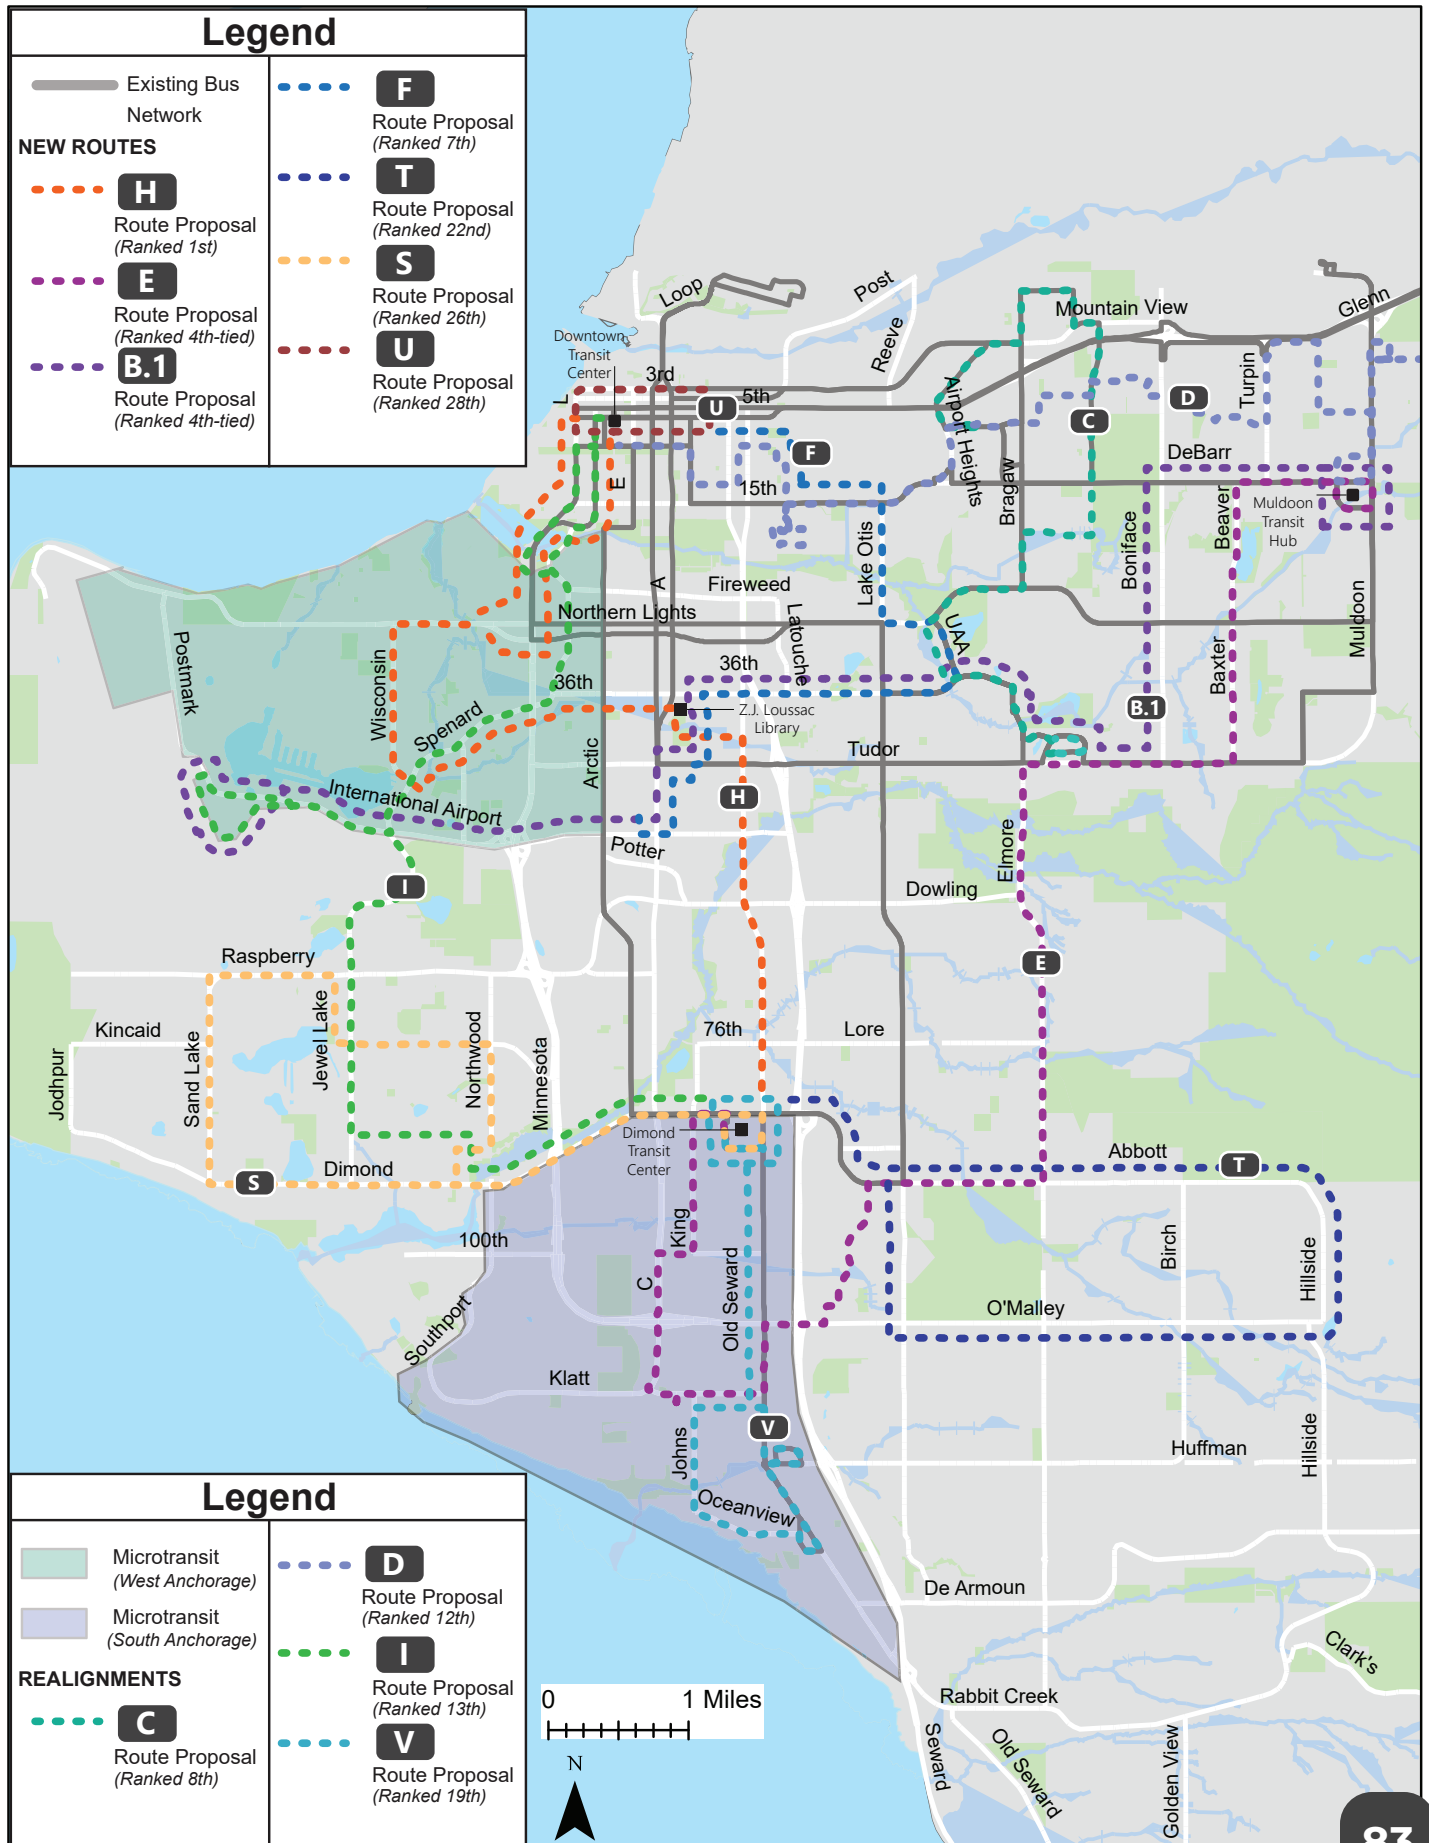 Legend
Existing Bus
Network
NEW ROUTES
H
Route Proposal
(Ranked 1st)
E
Route Proposal
(Ranked 4th-tied)
B.1
Route Proposal
(Ranked 4th-tied)
F
Route Proposal
(Ranked 7th)
T
Route Proposal
(Ranked 22nd)
S
Route Proposal
(Ranked 26th)
U
Route Proposal
(Ranked 28th)
Loop
Post
Reeve
Mountain View
Glenn
Downtown
Transit
Center
3rd
5th
L
U
F
E
15th
Airport Heights
Bragaw
C
D
Turpin
DeBarr
Boniface
Beaver
Muldoon
Transit
Hub
Lake Otis
A
Fireweed
Northern Lights
Latouche
UAA
Baxter
Muldoon
Postmark
Wisconsin
36th
36th
Spenard
Z.J. Loussac
Library
B.1
Arctic
Tudor
International Airport
H
Potter
Elmore
I
Dowling
Raspberry
E
Kincaid
Jewel Lake
Northwood
Minnesota
76th
Lore
Jodhpur
Sand Lake
Dimond
Transit
Center
Dimond
S
Abbott
T
King
100th
Birch
Hillside
C
Old Seward
O'Malley
Southport
Klatt
V
Johns
Huffman
Hillside
Oceanview
De Armoun
Clark's
Rabbit Creek
Seward
Old Seward
Golden View
Legend
Microtransit
(West Anchorage)
Microtransit
(South Anchorage)
REALIGNMENTS
C
Route Proposal
(Ranked 8th)
D
Route Proposal
(Ranked 12th)
I
Route Proposal
(Ranked 13th)
V
Route Proposal
(Ranked 19th)
0 1 Miles
N
83